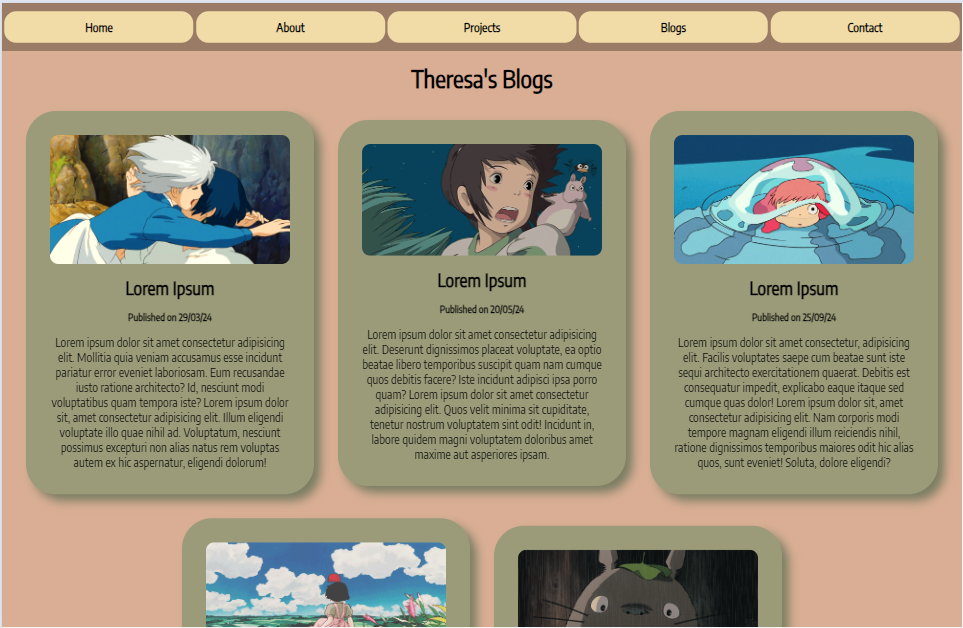 Home
About
Projects
Blogs
Contact
Theresa's Blogs
Lorem Ipsum
Published on 29/03/24
Lorem ipsum dolor sit amet consectetur adipisicing
elit. Mollitia quia veniam accusamus esse incidunt
pariatur error eveniet laboriosam. Eum recusandae
iusto ratione architecto? Id, nesciunt modi
voluptatibus quam tempora iste? Lorem ipsum dolor
sit, amet consectetur adipisicing elit. Illum eligendi
voluptate illo quae nihil ad. Voluptatum, nesciunt
possimus excepturi non alias natus rem voluptas
autem ex hic aspernatur, eligendi dolorum!
Lorem Ipsum
Published on 20/05/24
Lorem ipsum dolor sit amet consectetur adipisicing
elit. Deserunt dignissimos placeat voluptate, ea optio
beatae libero temporibus suscipit quam nam cumque
quos debitis facere? Iste incidunt adipisci ipsa porro
quam? Lorem ipsum dolor sit amet consectetur
adipisicing elit. Quos velit minima sit cupiditate,
tenetur nostrum voluptatem sint odit! Incidunt in,
labore quidem magni voluptatem doloribus amet
maxime aut asperiores ipsam.
Lorem Ipsum
Published on 25/09/24
Lorem ipsum dolor sit amet consectetur, adipisicing
elit. Facilis voluptates saepe cum beatae sunt iste
sequi architecto exercitationem quaerat. Debitis est
consequatur impedit, explicabo eaque itaque sed
cumque quas dolor! Lorem ipsum dolor sit, amet
consectetur adipisicing elit. Nam corporis modi
tempore magnam eligendi illum reiciendis nihil,
ratione dignissimos temporibus maiores odit hic alias
quos, sunt eveniet! Soluta, dolore eligendi?